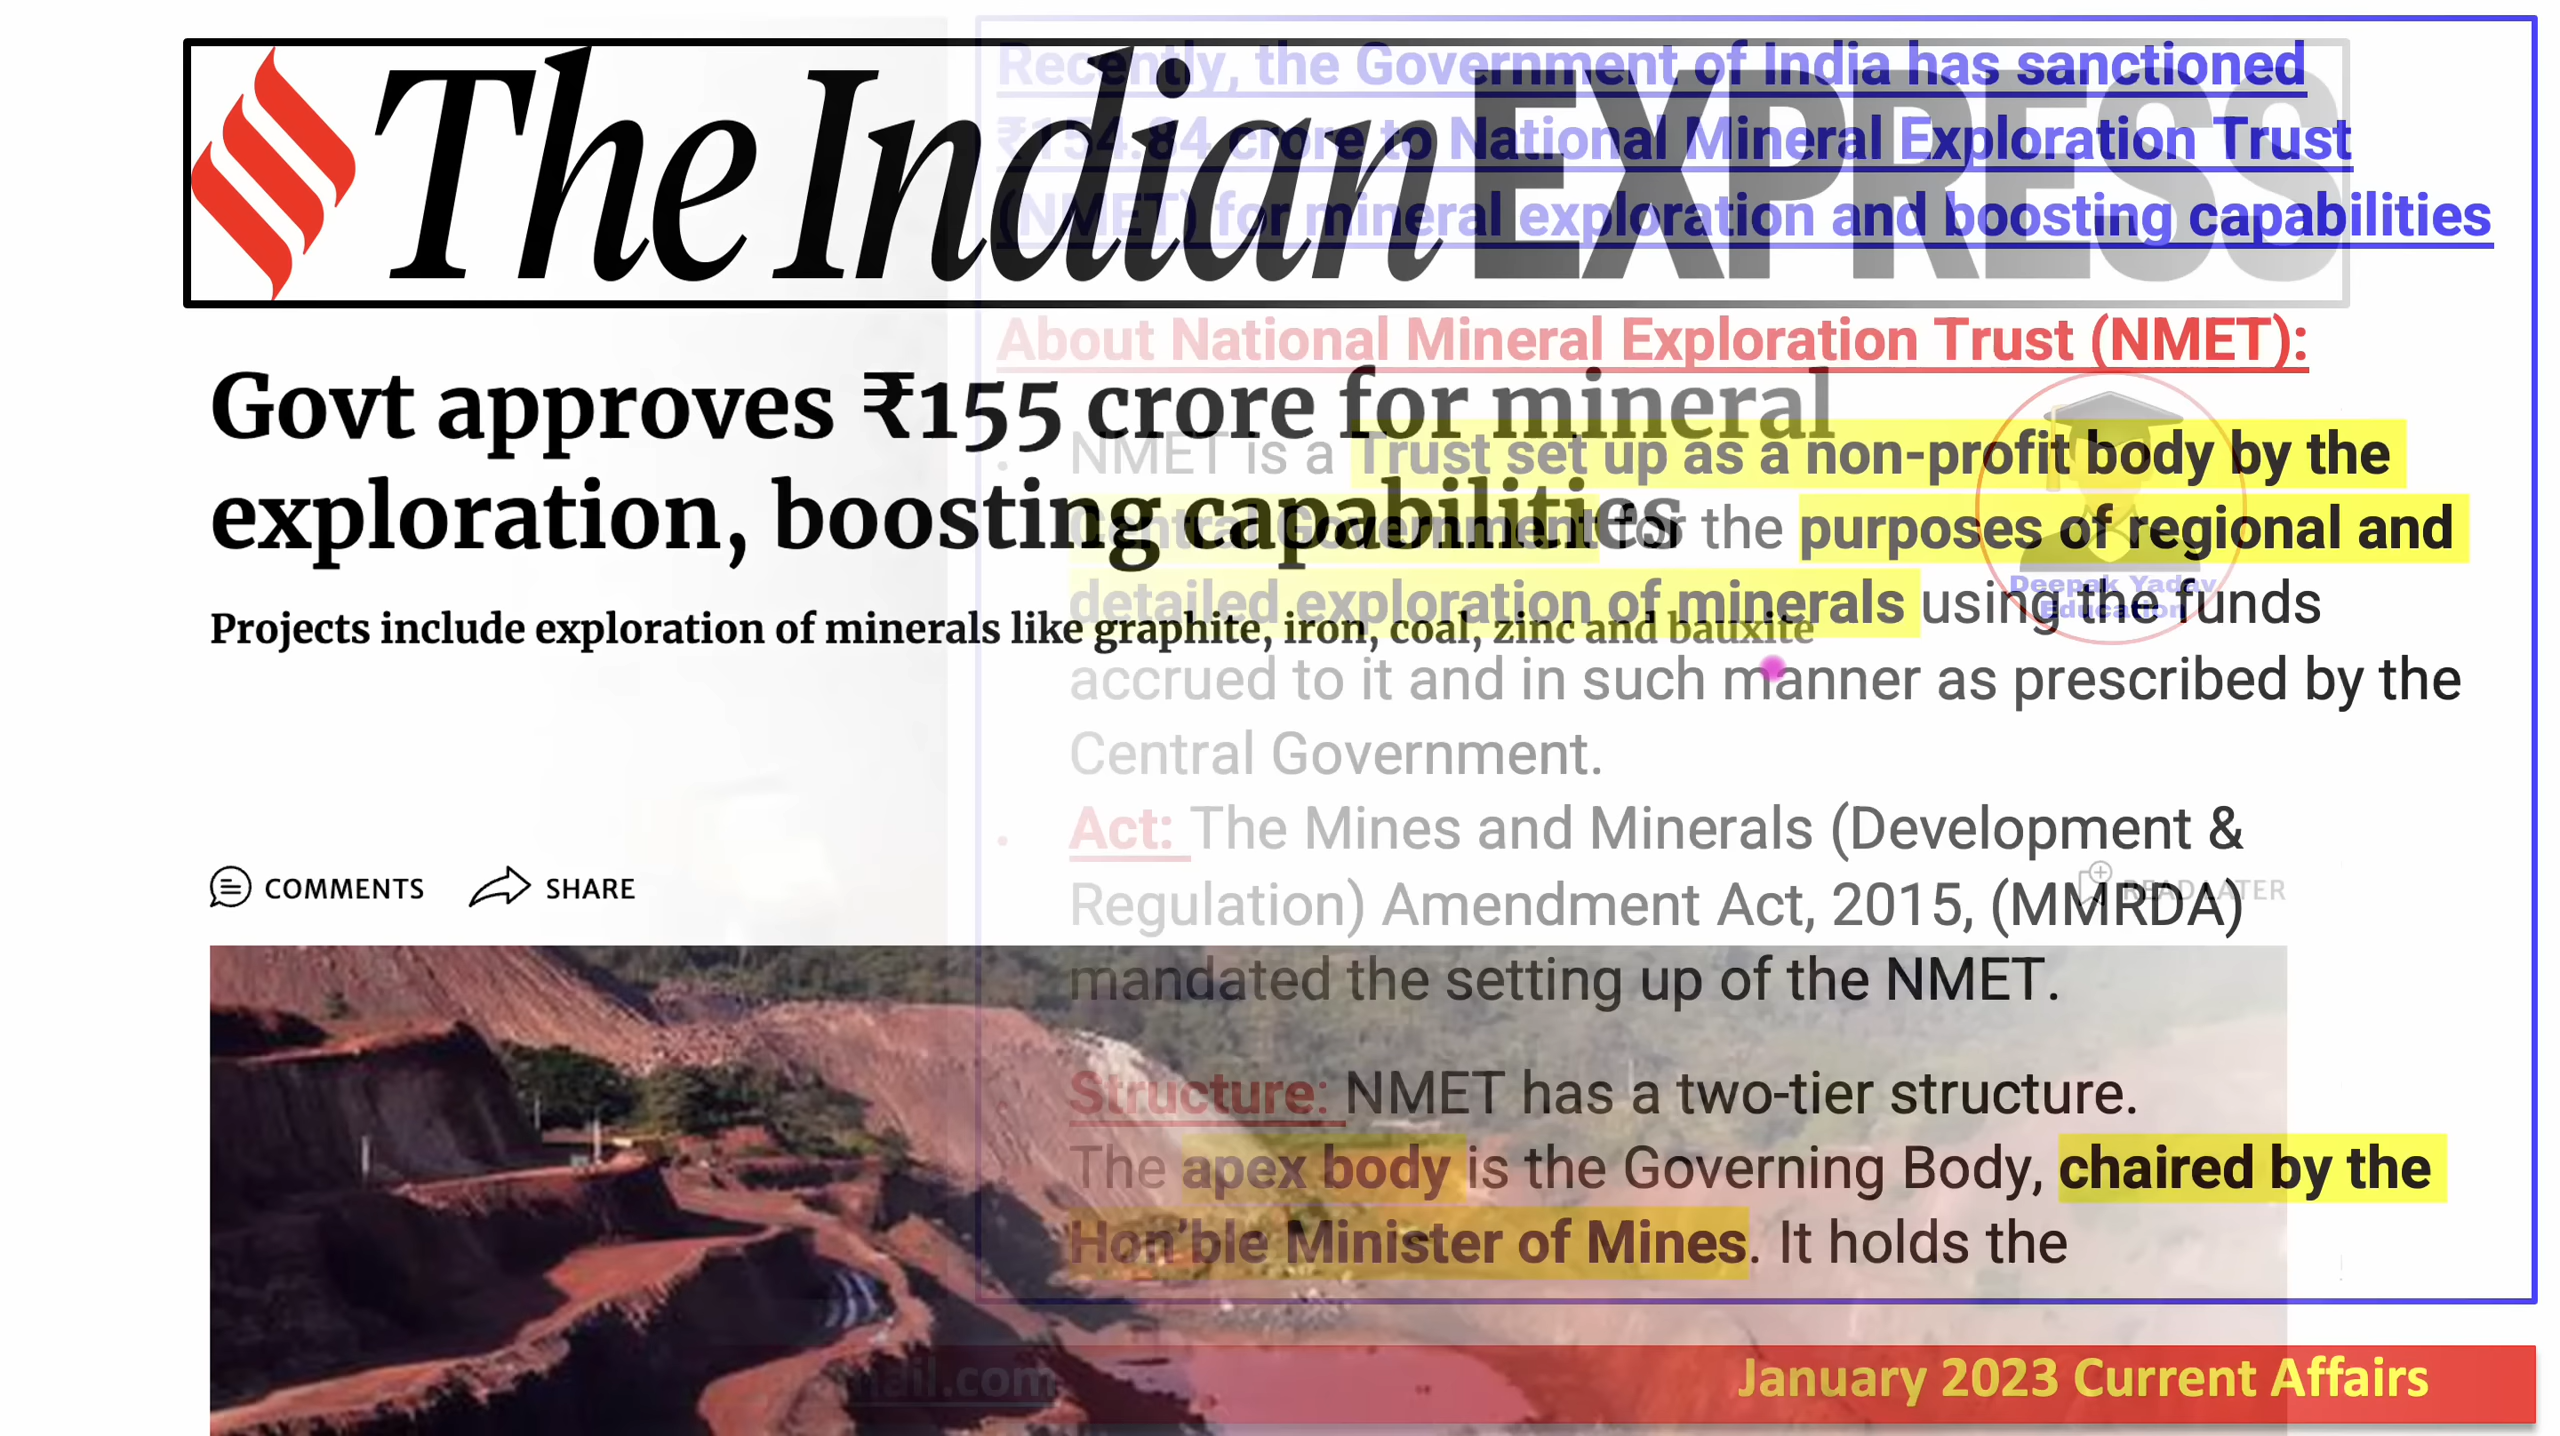 The Indian EXPRESS
Govt approves ₹155 crore for mineral
exploration, boosting capabilities
Projects include exploration of minerals like graphite, iron, coal, zinc and bauxite
COMMENTS SHARE
READ LATER
Recently, the Government of India has sanctioned
₹154.84 crore to National Mineral Exploration Trust
(NMET) for mineral exploration and boosting capabilities
About National Mineral Exploration Trust (NMET):
NMET is a Trust set up as a non-profit body by the
Central Government for the purposes of regional and
detailed exploration of minerals using the funds
accrued to it and in such manner as prescribed by the
Central Government.
Act: The Mines and Minerals (Development &
Regulation) Amendment Act, 2015, (MMRDA)
mandated the setting up of the NMET.
Structure: NMET has a two-tier structure.
The apex body is the Governing Body, chaired by the
Hon'ble Minister of Mines. It holds the
Deepak Yadav
Education
January 2023 Current Affairs